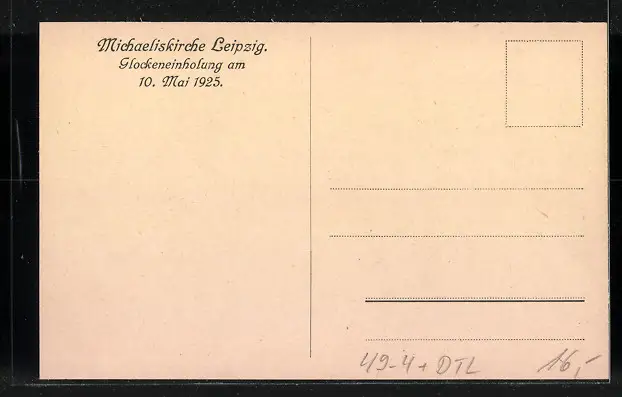 Michaeliskirche Leipzig.
Glockeneinholung am
10. Mai 1925.
49-4 + DTL
16,-